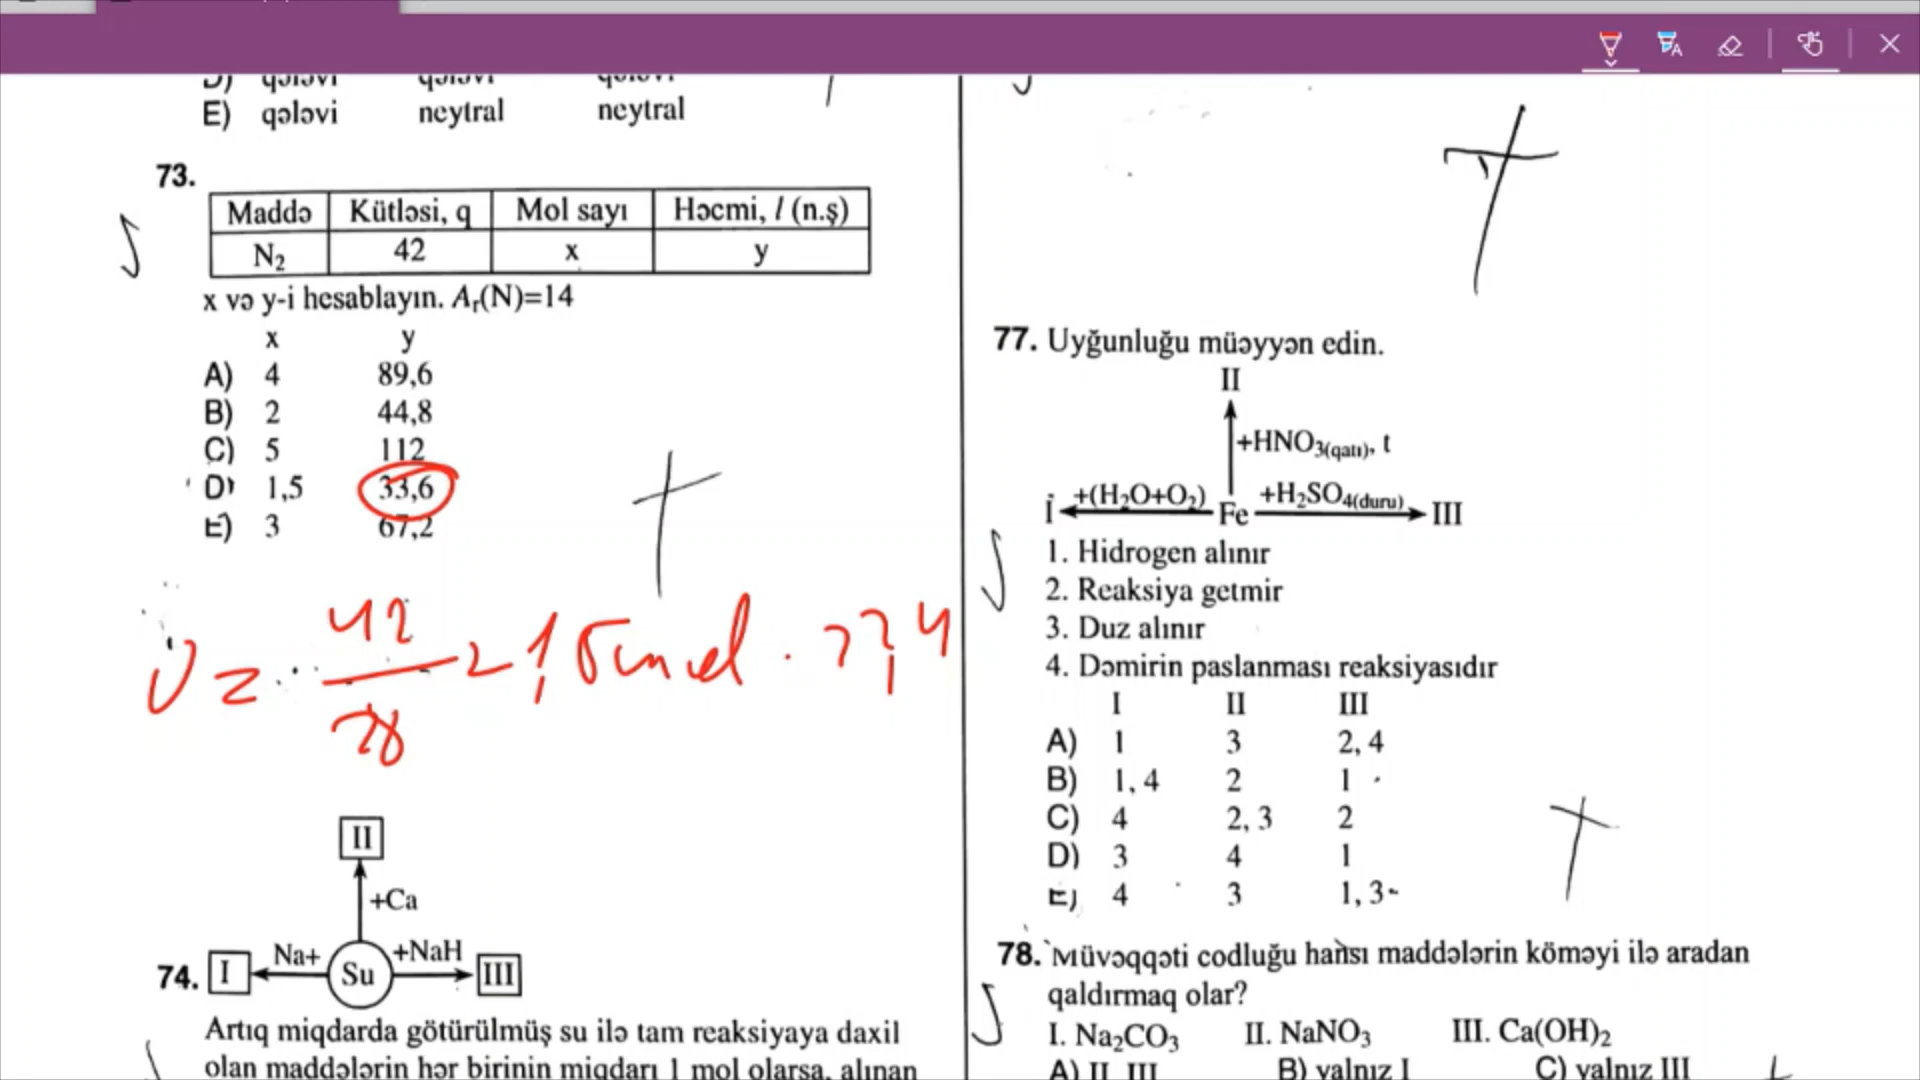 E) qələvi neytral neytral
73.
Maddə Kütləsi, q Mol sayı Həcmi, l (n.ş)
N₂ 42 x y
x və y-i hesablayın. Aᵣ(N)=14
x y
A) 4 89,6
B) 2 44,8
C) 5 112
D) 1,5 33,6
E) 3 67,2
ν = 42/28 = 1,5 mol · 22,4
II
+Ca
74. I Na+ Su +NaH III
Artıq miqdarda götürülmüş su ilə tam reaksiyaya daxil
olan maddələrin hər birinin miqdarı 1 mol olarsa, alınan
77. Uyğunluğu müəyyən edin.
II
+HNO₃(qatı), t
I +(H₂O+O₂) Fe +H₂SO₄(duru) III
1. Hidrogen alınır
2. Reaksiya getmir
3. Duz alınır
4. Dəmirin paslanması reaksiyasıdır
I II III
A) 1 3 2, 4
B) 1, 4 2 1
C) 4 2, 3 2
D) 3 4 1
E) 4 3 1, 3
78. Müvəqqəti codluğu hansı maddələrin köməyi ilə aradan
qaldırmaq olar?
I. Na₂CO₃ II. NaNO₃ III. Ca(OH)₂
A) II, III B) yalnız I C) yalnız III